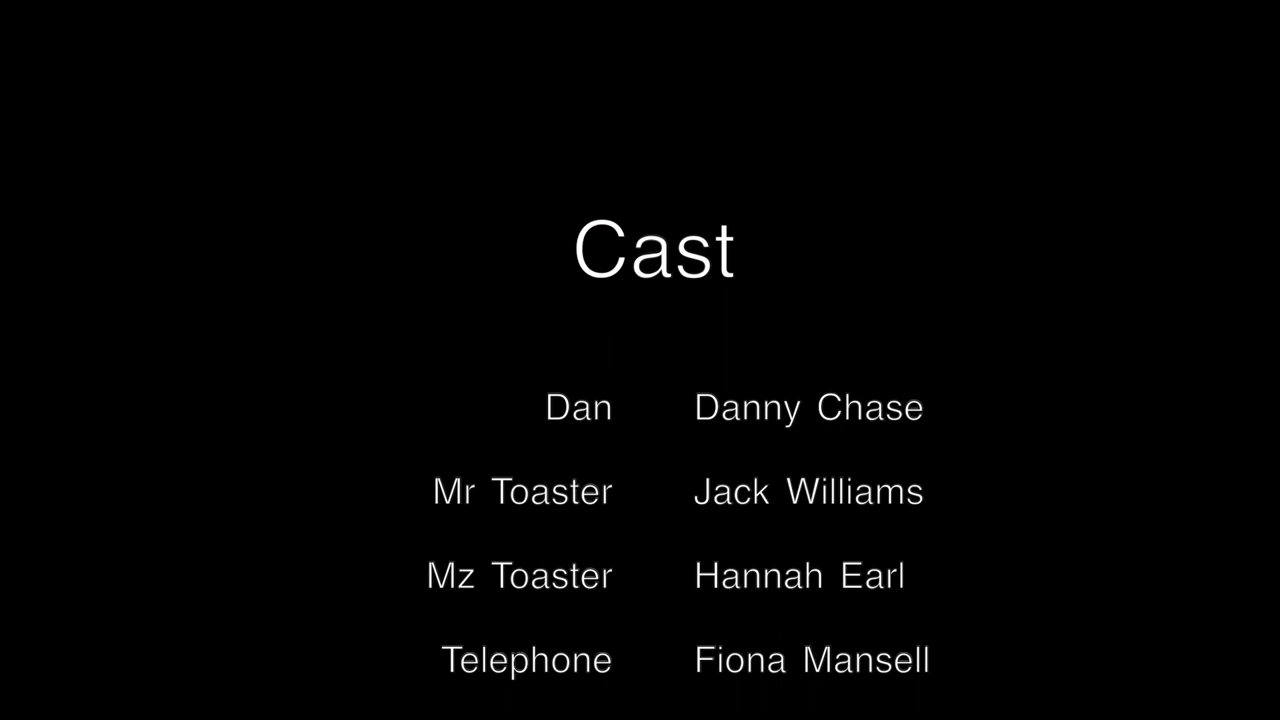 Cast
Dan Danny Chase
Mr Toaster Jack Williams
Mz Toaster Hannah Earl
Telephone Fiona Mansell